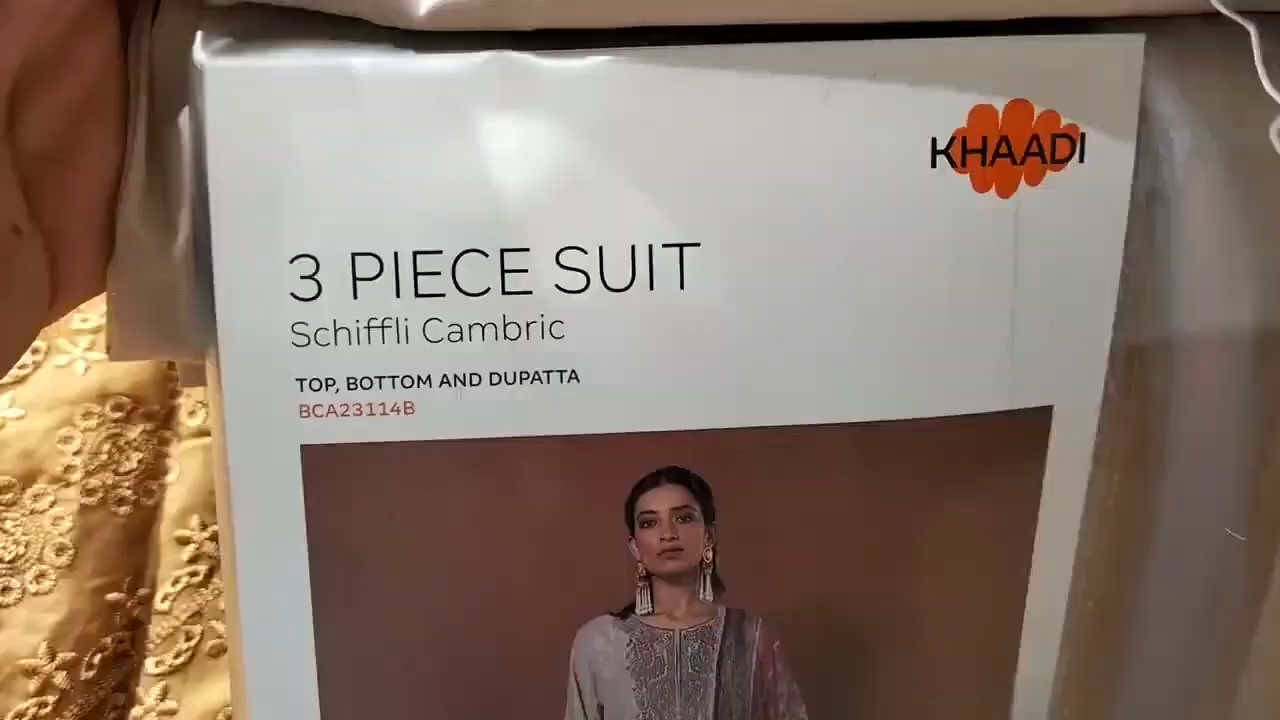 KHAADI
3 PIECE SUIT
Schiffli Cambric
TOP, BOTTOM AND DUPATTA
BCA23114B